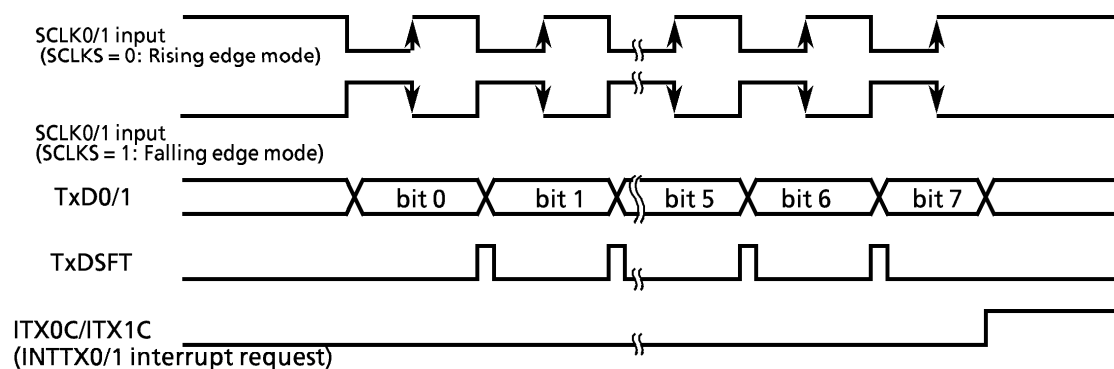 SCLK0/1 input
(SCLKS = 0: Rising edge mode)
SCLK0/1 input
(SCLKS = 1: Falling edge mode)
TxD0/1
bit 0 bit 1 bit 5 bit 6 bit 7
TxDSFT
ITX0C/ITX1C
(INTTX0/1 interrupt request)